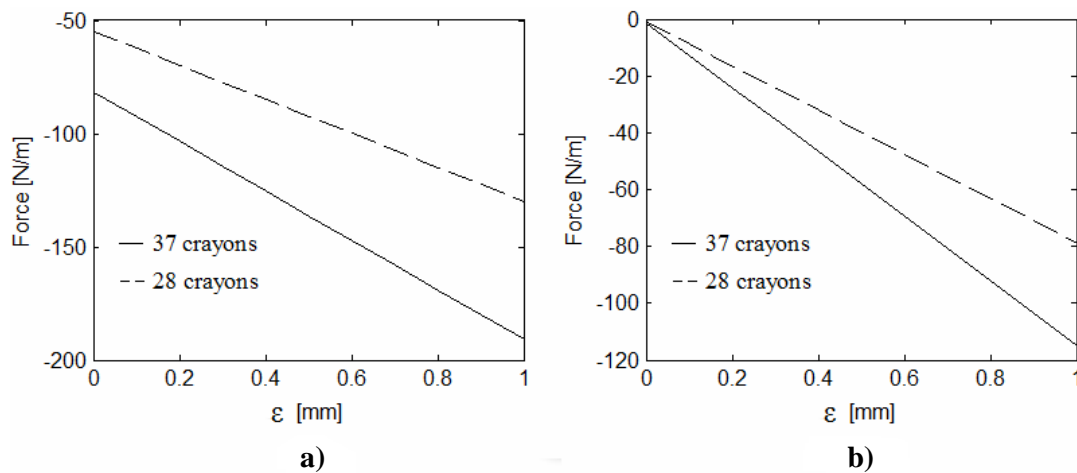 -50
-100
-150
-200
Force [N/m]
37 crayons
28 crayons
0 0.2 0.4 0.6 0.8 1
ε [mm]
a)
0
-20
-40
-60
-80
-100
-120
Force [N/m]
37 crayons
28 crayons
0 0.2 0.4 0.6 0.8 1
ε [mm]
b)